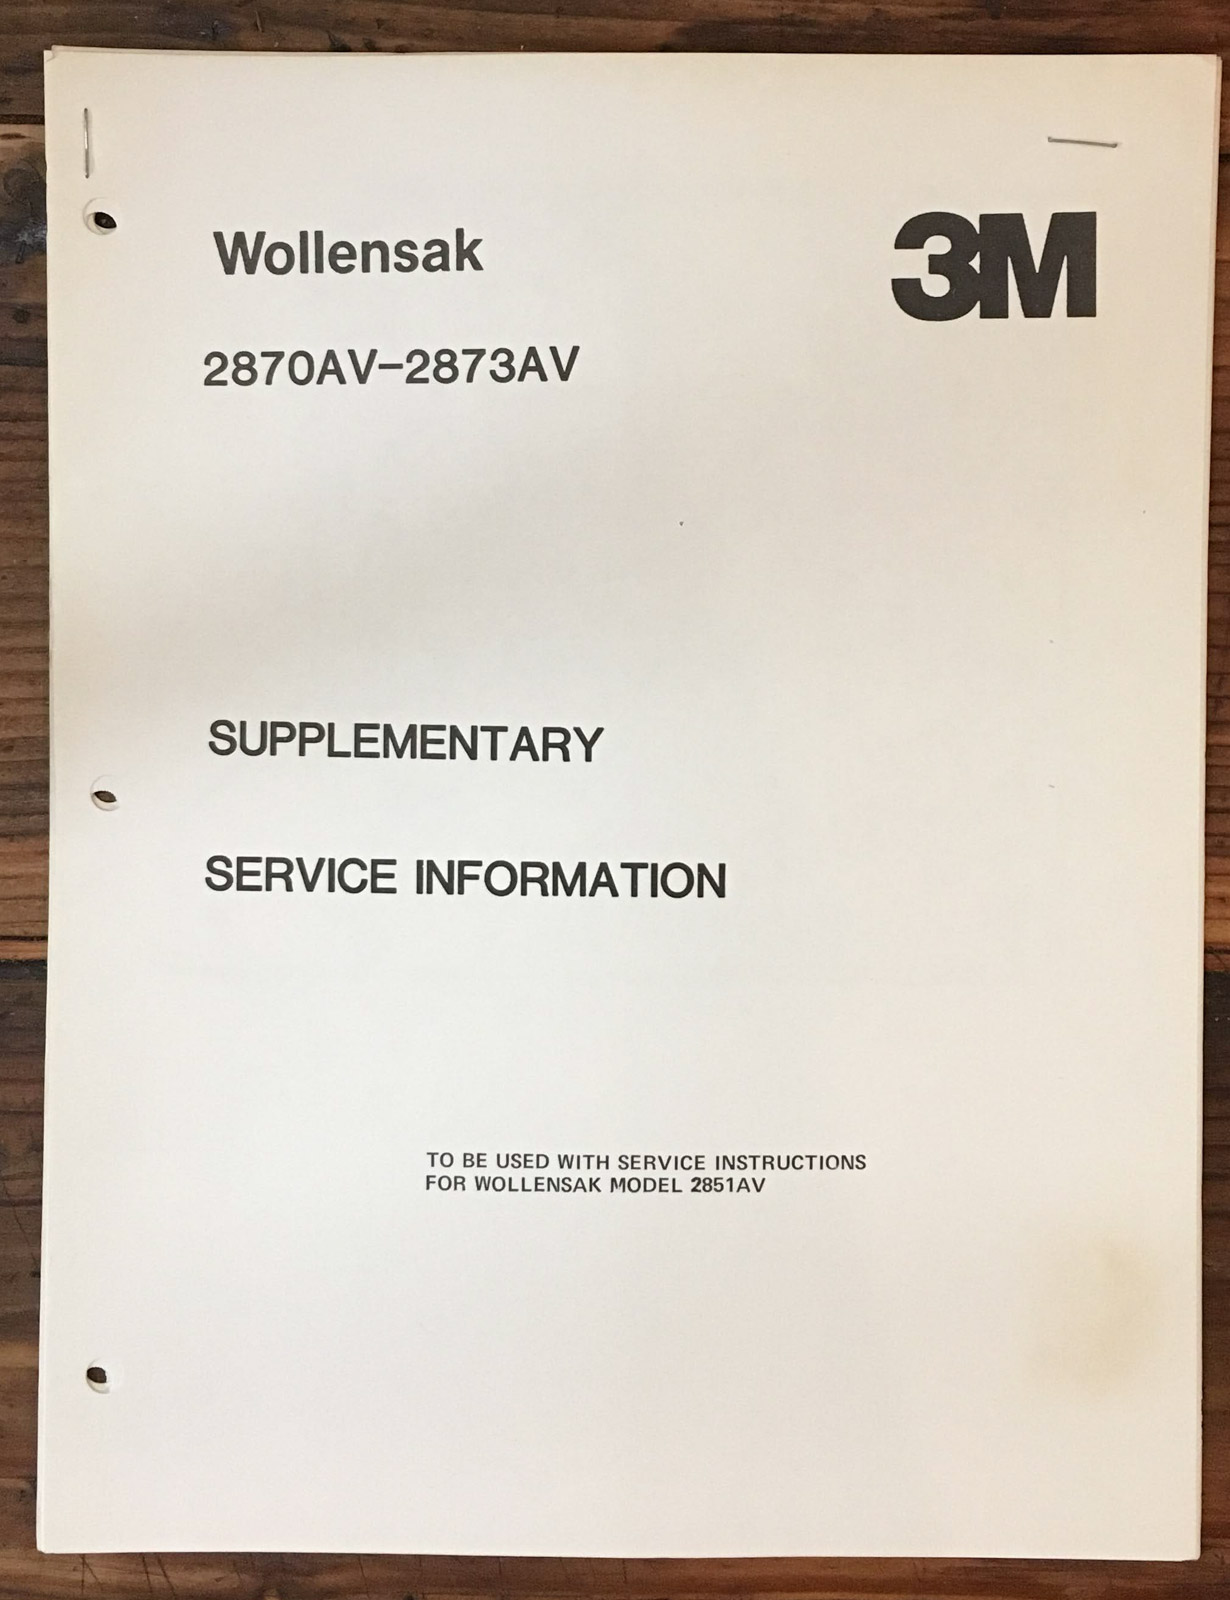 Wollensak
3M
2870AV–2873AV
SUPPLEMENTARY
SERVICE INFORMATION
TO BE USED WITH SERVICE INSTRUCTIONS
FOR WOLLENSAK MODEL 2851AV